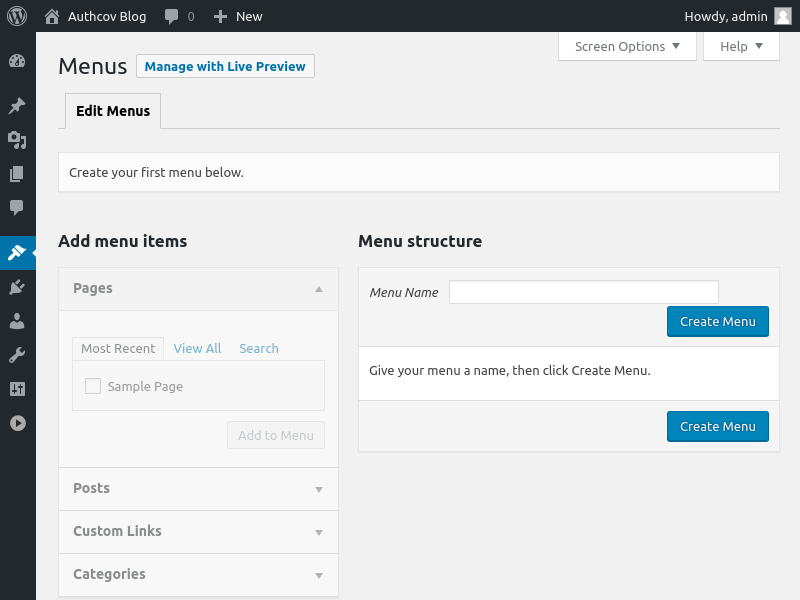 Authcov Blog 0 New Howdy, admin
Screen Options Help
Menus Manage with Live Preview
Edit Menus
Create your first menu below.
Add menu items
Pages
Most Recent View All Search
Sample Page
Add to Menu
Posts
Custom Links
Categories
Menu structure
Menu Name
Create Menu
Give your menu a name, then click Create Menu.
Create Menu